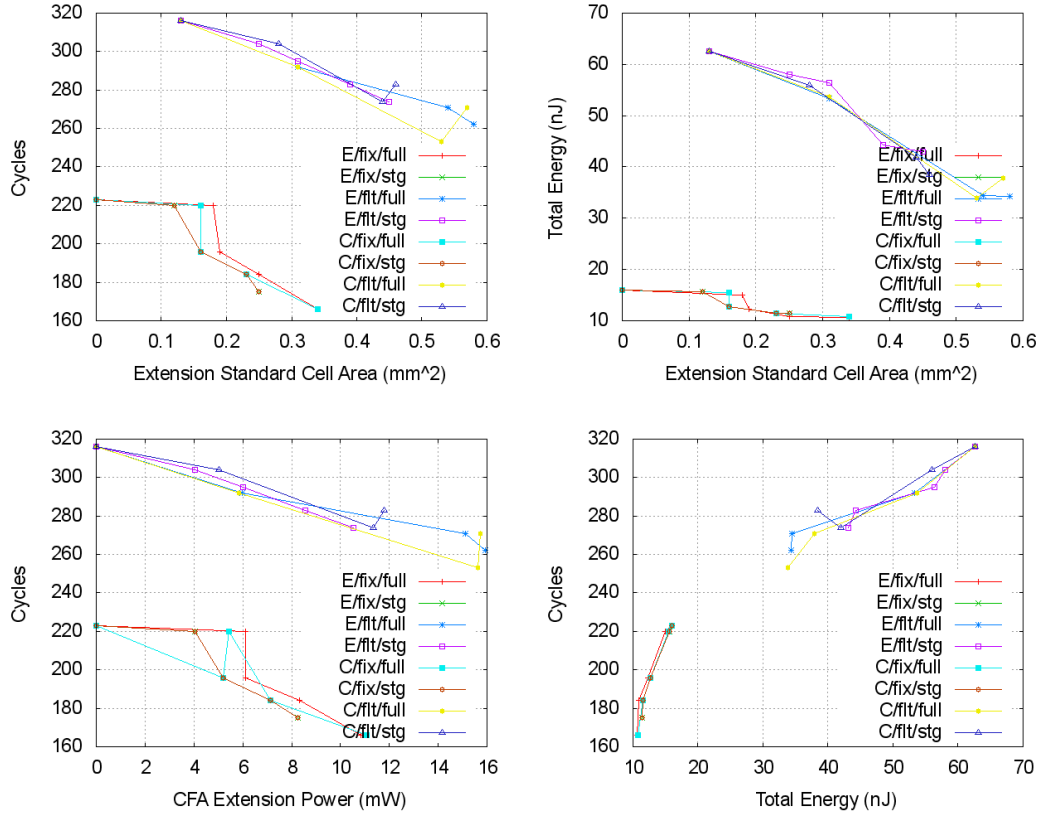 320
300
280
260
240
220
200
180
160
Cycles
0 0.1 0.2 0.3 0.4 0.5 0.6
Extension Standard Cell Area (mm^2)
E/fix/full
E/fix/stg
E/flt/full
E/flt/stg
C/fix/full
C/fix/stg
C/flt/full
C/flt/stg
70
60
50
40
30
20
10
Total Energy (nJ)
0 0.1 0.2 0.3 0.4 0.5 0.6
Extension Standard Cell Area (mm^2)
E/fix/full
E/fix/stg
E/flt/full
E/flt/stg
C/fix/full
C/fix/stg
C/flt/full
C/flt/stg
320
300
280
260
240
220
200
180
160
Cycles
0 2 4 6 8 10 12 14 16
CFA Extension Power (mW)
E/fix/full
E/fix/stg
E/flt/full
E/flt/stg
C/fix/full
C/fix/stg
C/flt/full
C/flt/stg
320
300
280
260
240
220
200
180
160
Cycles
10 20 30 40 50 60 70
Total Energy (nJ)
E/fix/full
E/fix/stg
E/flt/full
E/flt/stg
C/fix/full
C/fix/stg
C/flt/full
C/flt/stg